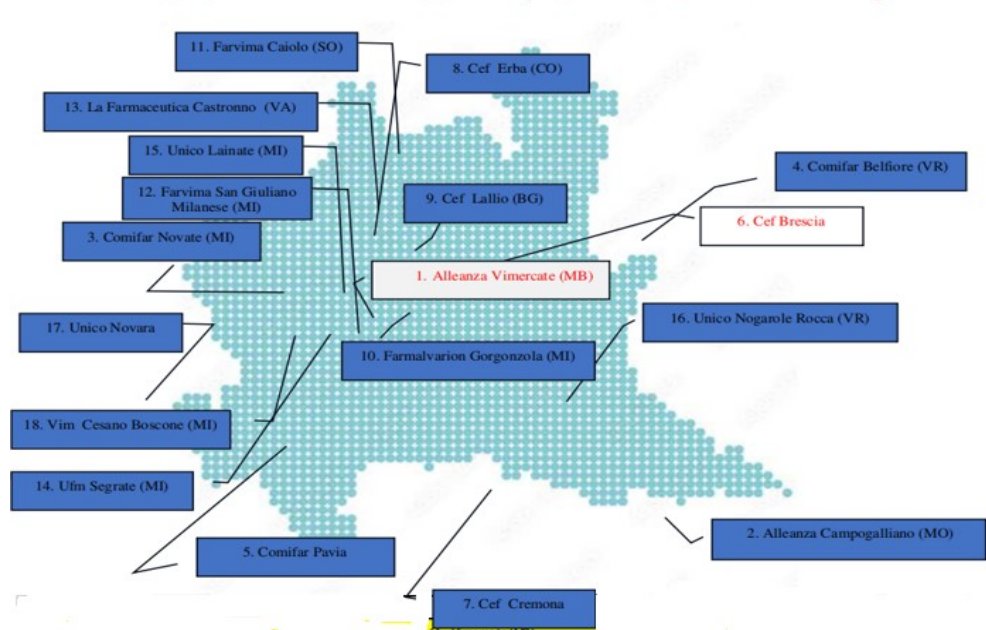 11. Farvima Caiolo (SO)
8. Cef Erba (CO)
13. La Farmaceutica Castronno (VA)
15. Unico Lainate (MI)
4. Comifar Belfiore (VR)
12. Farvima San Giuliano
Milanese (MI)
9. Cef Lallio (BG)
6. Cef Brescia
3. Comifar Novate (MI)
1. Alleanza Vimercate (MB)
17. Unico Novara
16. Unico Nogarole Rocca (VR)
10. Farmalvarion Gorgonzola (MI)
18. Vim Cesano Boscone (MI)
14. Ufm Segrate (MI)
2. Alleanza Campogalliano (MO)
5. Comifar Pavia
7. Cef Cremona